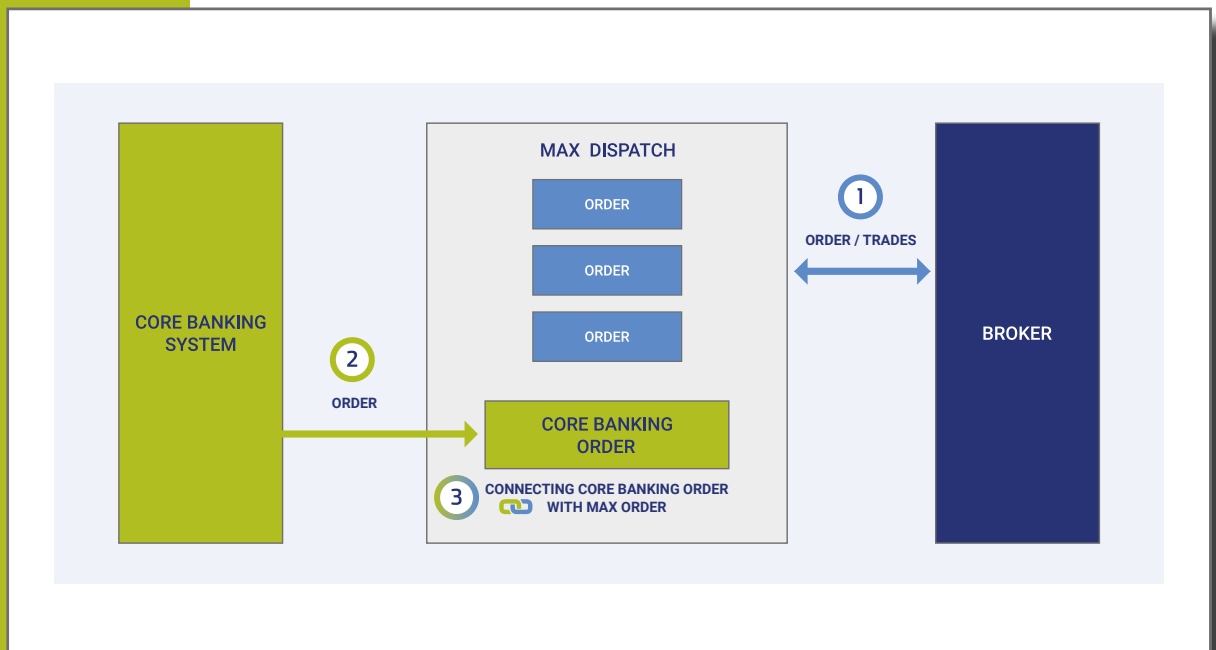 MAX DISPATCH
ORDER
ORDER
ORDER
1
ORDER / TRADES
CORE BANKING
SYSTEM
BROKER
2
ORDER
CORE BANKING
ORDER
3
CONNECTING CORE BANKING ORDER
WITH MAX ORDER